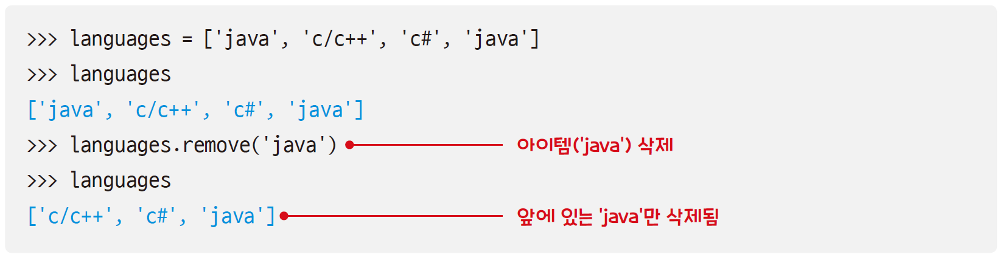 >>> languages = ['java', 'c/c++', 'c#', 'java']
>>> languages
['java', 'c/c++', 'c#', 'java']
>>> languages.remove('java') 아이템('java') 삭제
>>> languages
['c/c++', 'c#', 'java'] 앞에 있는 'java'만 삭제됨